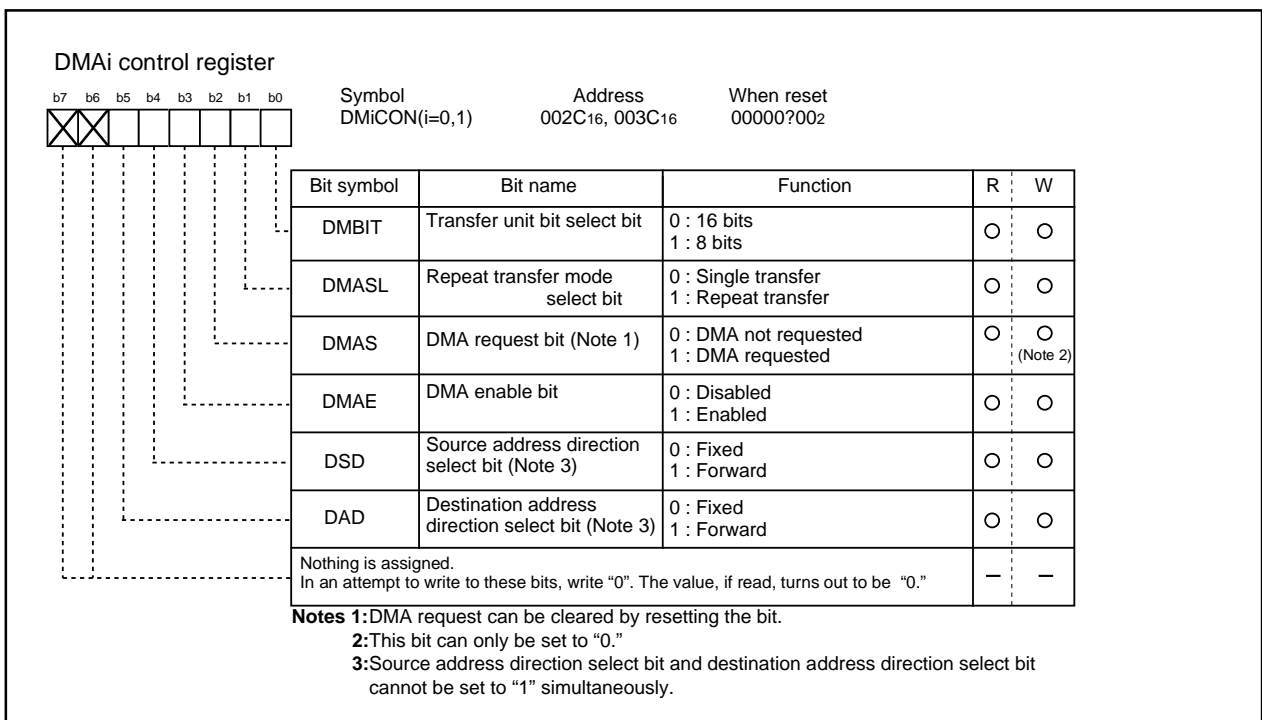 DMAi control register
b7 b6 b5 b4 b3 b2 b1 b0
Symbol Address When reset
DMiCON(i=0,1) 002C16, 003C16 00000?002
Bit symbol Bit name Function R W
DMBIT Transfer unit bit select bit 0 : 16 bits
1 : 8 bits
DMASL Repeat transfer mode
select bit 0 : Single transfer
1 : Repeat transfer
DMAS DMA request bit (Note 1) 0 : DMA not requested
1 : DMA requested
(Note 2)
DMAE DMA enable bit 0 : Disabled
1 : Enabled
DSD Source address direction
select bit (Note 3) 0 : Fixed
1 : Forward
DAD Destination address
direction select bit (Note 3) 0 : Fixed
1 : Forward
Nothing is assigned.
In an attempt to write to these bits, write “0”. The value, if read, turns out to be “0.” – –
Notes 1:DMA request can be cleared by resetting the bit.
2:This bit can only be set to “0.”
3:Source address direction select bit and destination address direction select bit
cannot be set to “1” simultaneously.